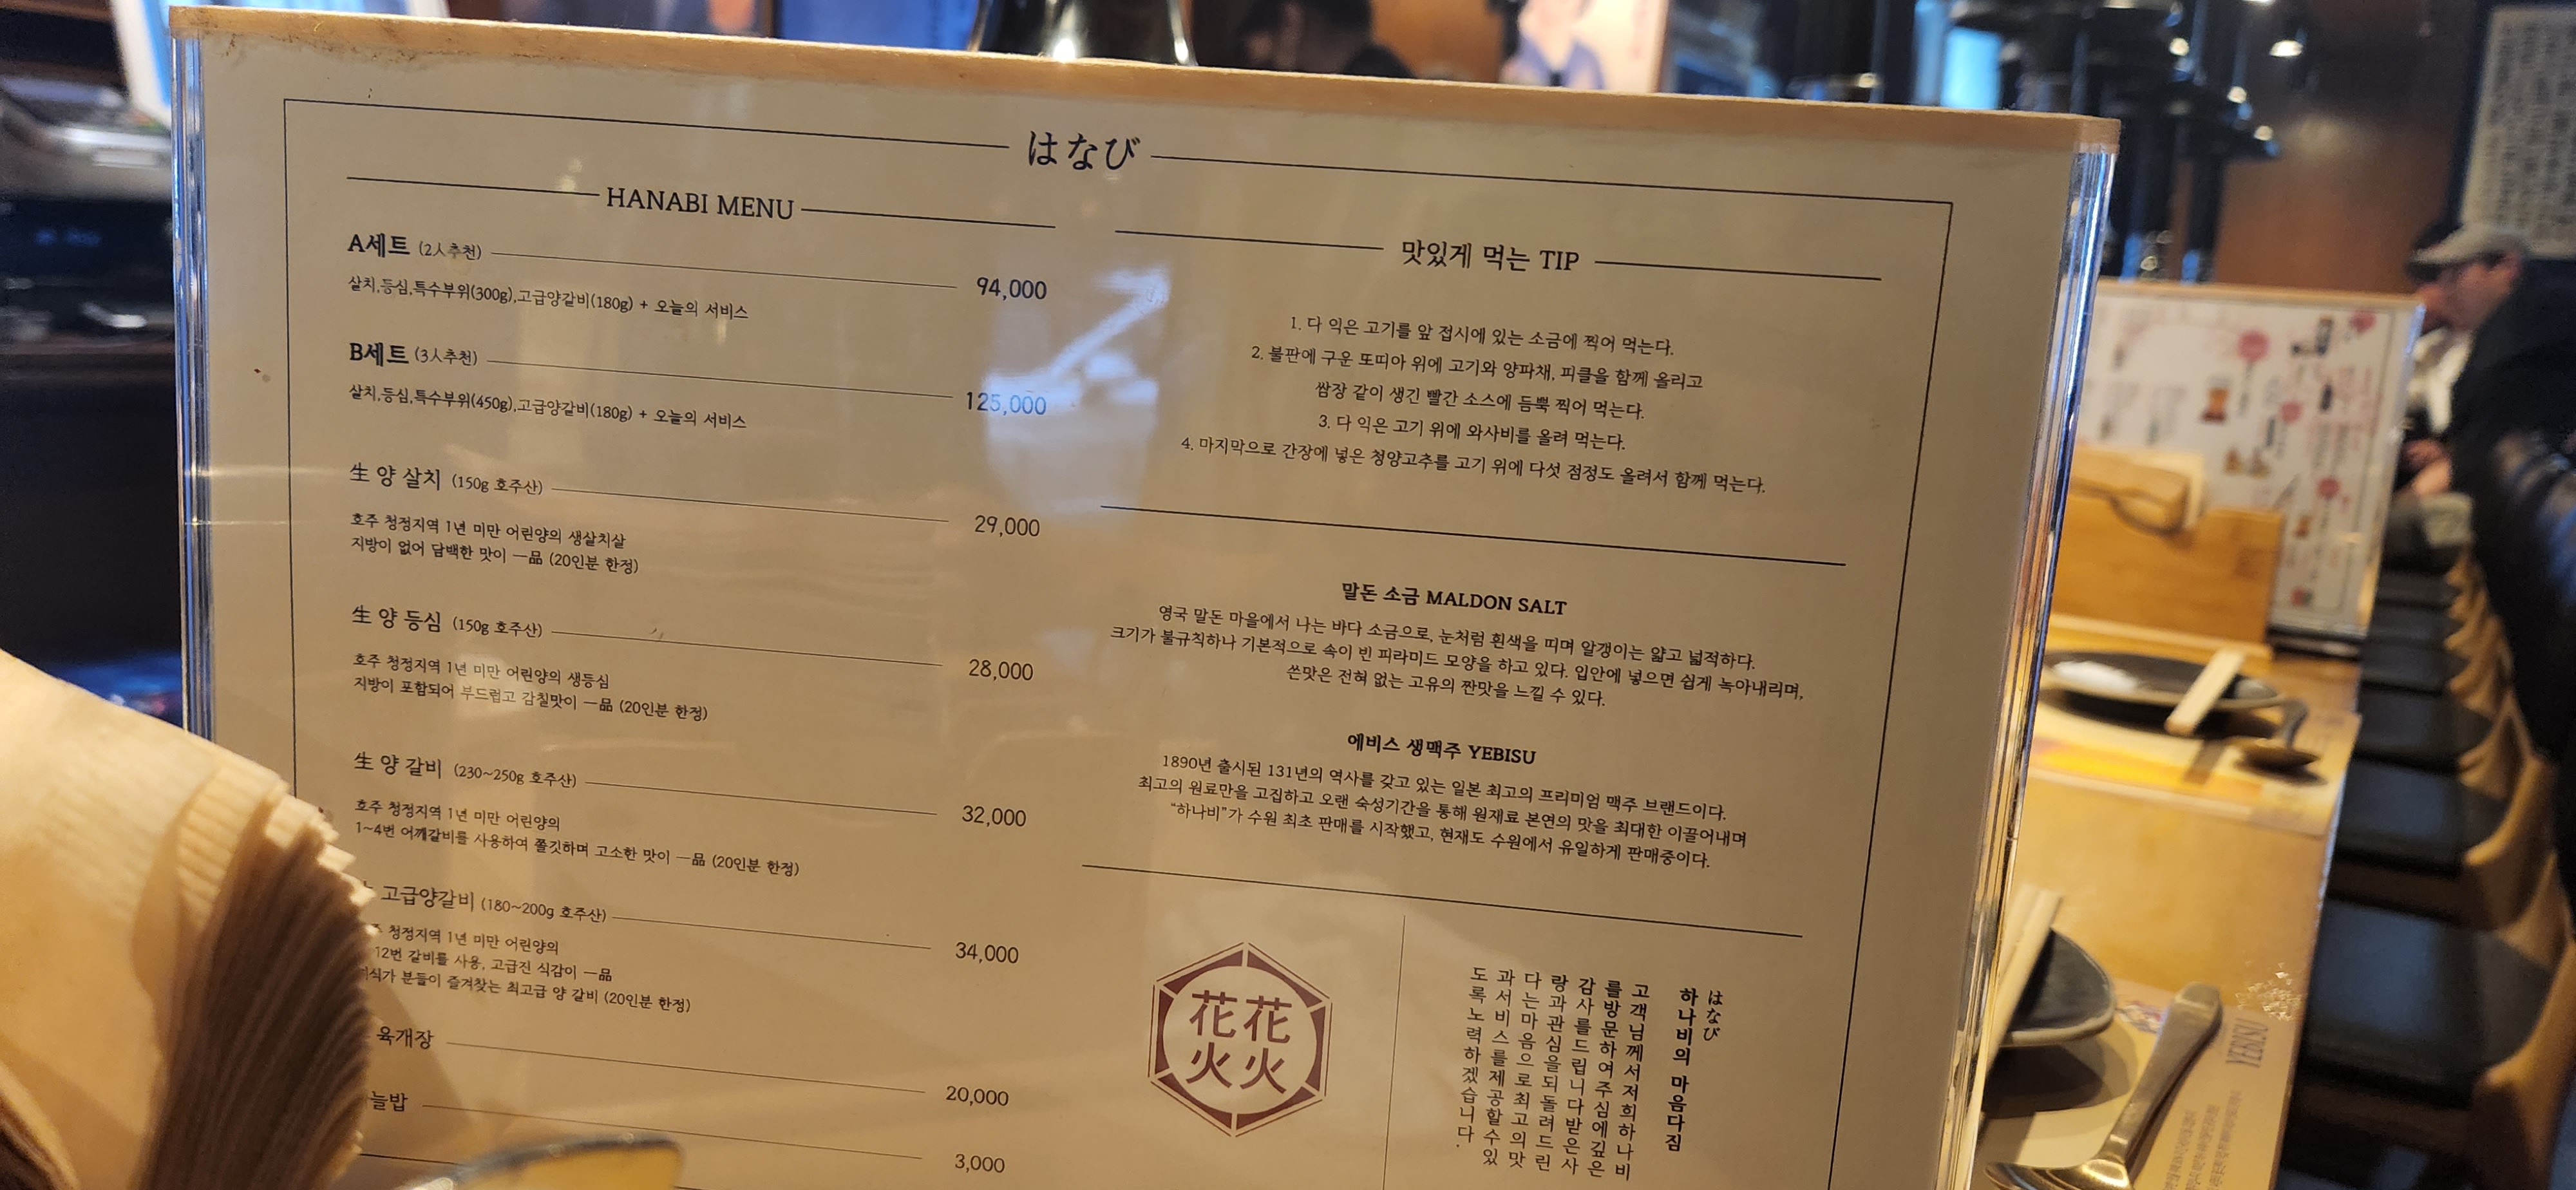 はなび
HANABI MENU
A세트 (2人추천) 94,000
살치,등심,특수부위(300g),고급양갈비(180g) + 오늘의 서비스
B세트 (3人추천) 125,000
살치,등심,특수부위(450g),고급양갈비(180g) + 오늘의 서비스
生 양 살치 (150g 호주산) 29,000
호주 청정지역 1년 미만 어린양의 생살치살
지방이 없어 담백한 맛이 一品 (20인분 한정)
生 양 등심 (150g 호주산) 28,000
호주 청정지역 1년 미만 어린양의 생등심
지방이 포함되어 부드럽고 감칠맛이 一品 (20인분 한정)
生 양 갈비 (230~250g 호주산) 32,000
호주 청정지역 1년 미만 어린양의
1~4번 어깨갈비를 사용하여 쫄깃하며 고소한 맛이 一品 (20인분 한정)
고급양갈비 (180~200g 호주산) 34,000
청정지역 1년 미만 어린양의
12번 갈비를 사용, 고급진 식감이 一品
분들이 즐겨찾는 최고급 양 갈비 (20인분 한정)
육개장 20,000
3,000
맛있게 먹는 TIP
1. 다 익은 고기를 앞 접시에 있는 소금에 찍어 먹는다.
2. 불판에 구운 또띠아 위에 고기와 양파채, 피클을 함께 올리고
쌈장 같이 생긴 빨간 소스에 듬뿍 찍어 먹는다.
3. 다 익은 고기 위에 와사비를 올려 먹는다.
4. 마지막으로 간장에 넣은 청양고추를 고기 위에 다섯 점정도 올려서 함께 먹는다.
말돈 소금 MALDON SALT
영국 말돈 마을에서 나는 바다 소금으로, 눈처럼 흰색을 띠며 알갱이는 얇고 넓적하다.
크기가 불규칙하나 기본적으로 속이 빈 피라미드 모양을 하고 있다. 입안에 넣으면 쉽게 녹아내리며,
쓴맛은 전혀 없는 고유의 짠맛을 느낄 수 있다.
에비스 생맥주 YEBISU
1890년 출시된 131년의 역사를 갖고 있는 일본 최고의 프리미엄 맥주 브랜드이다.
최고의 원료만을 고집하고 오랜 숙성기간을 통해 원재료 본연의 맛을 최대한 이끌어내며
“하나비”가 수원 최초 판매를 시작했고, 현재도 수원에서 유일하게 판매중이다.
花花
火火
はなび
하나비의 마음다짐
고객님께서저희하나비
를방문하여주심에깊은
감사를드립니다받은사
랑과관심을되돌려드린
다는마음으로최고의맛
과서비스를제공할수있
도록노력하겠습니다.
YEBISU